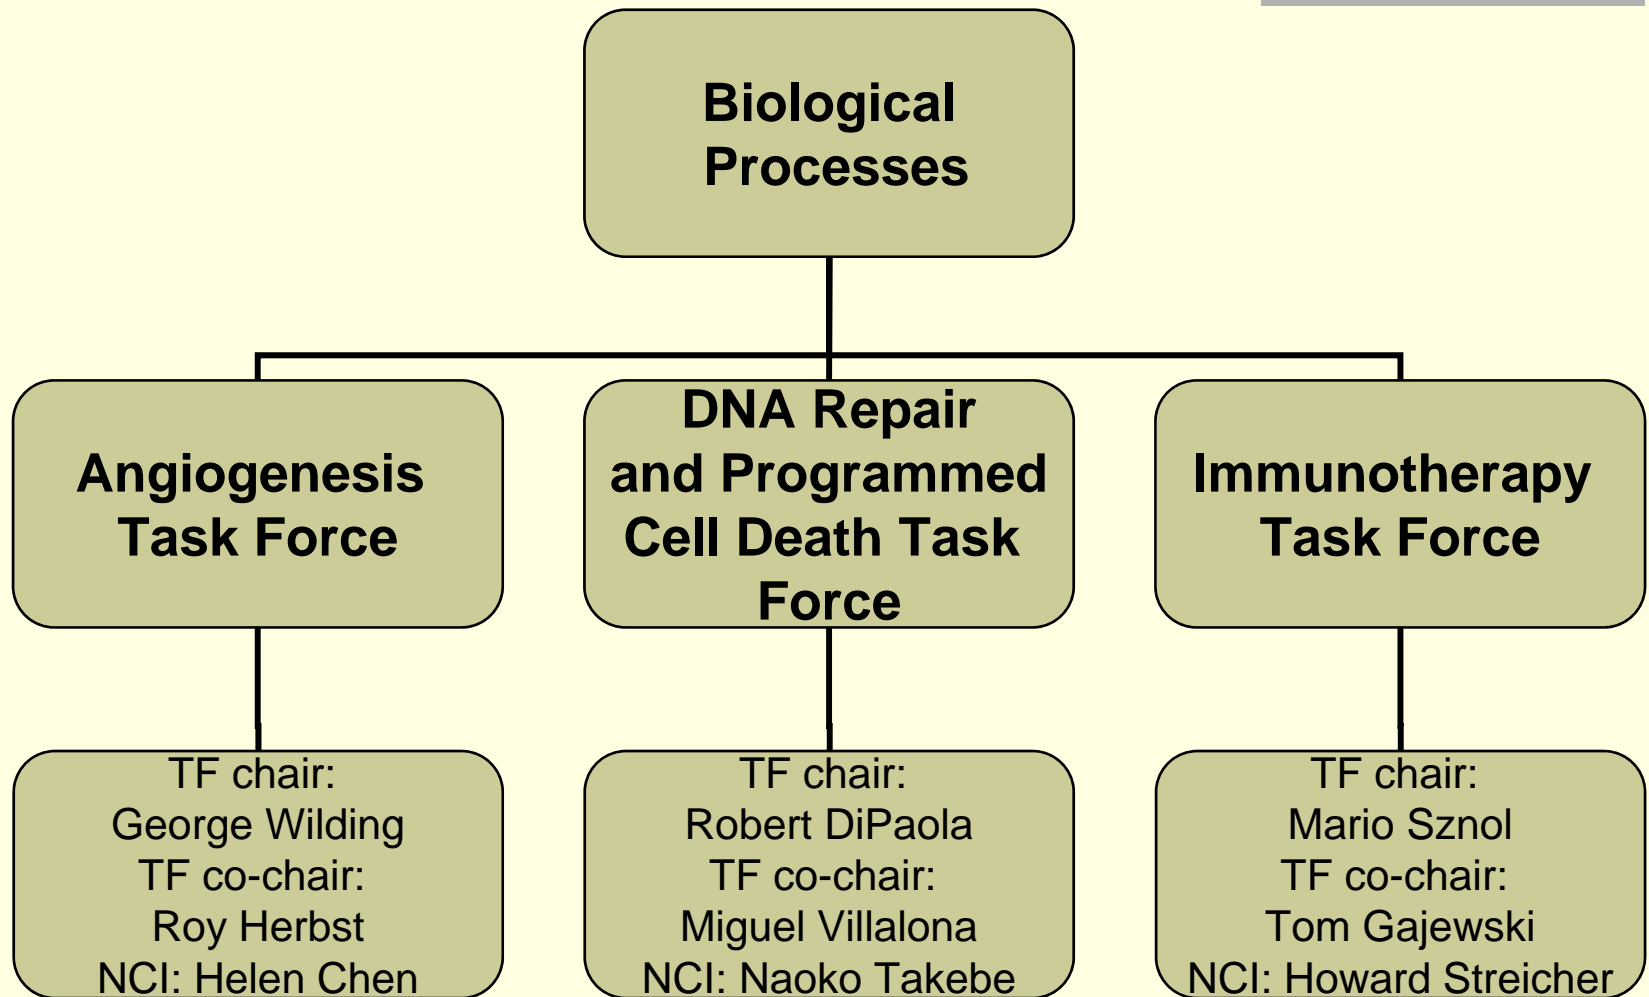 Biological
Processes
Angiogenesis
Task Force
DNA Repair
and Programmed
Cell Death Task
Force
Immunotherapy
Task Force
TF chair:
George Wilding
TF co-chair:
Roy Herbst
NCI: Helen Chen
TF chair:
Robert DiPaola
TF co-chair:
Miguel Villalona
NCI: Naoko Takebe
TF chair:
Mario Sznol
TF co-chair:
Tom Gajewski
NCI: Howard Streicher